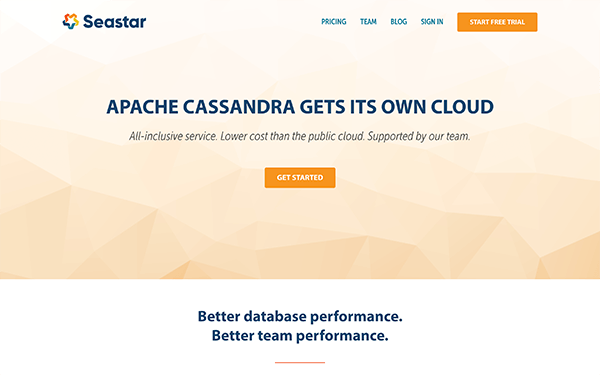 Seastar
PRICING TEAM BLOG SIGN IN START FREE TRIAL
APACHE CASSANDRA GETS ITS OWN CLOUD
All-inclusive service. Lower cost than the public cloud. Supported by our team.
GET STARTED
Better database performance.
Better team performance.